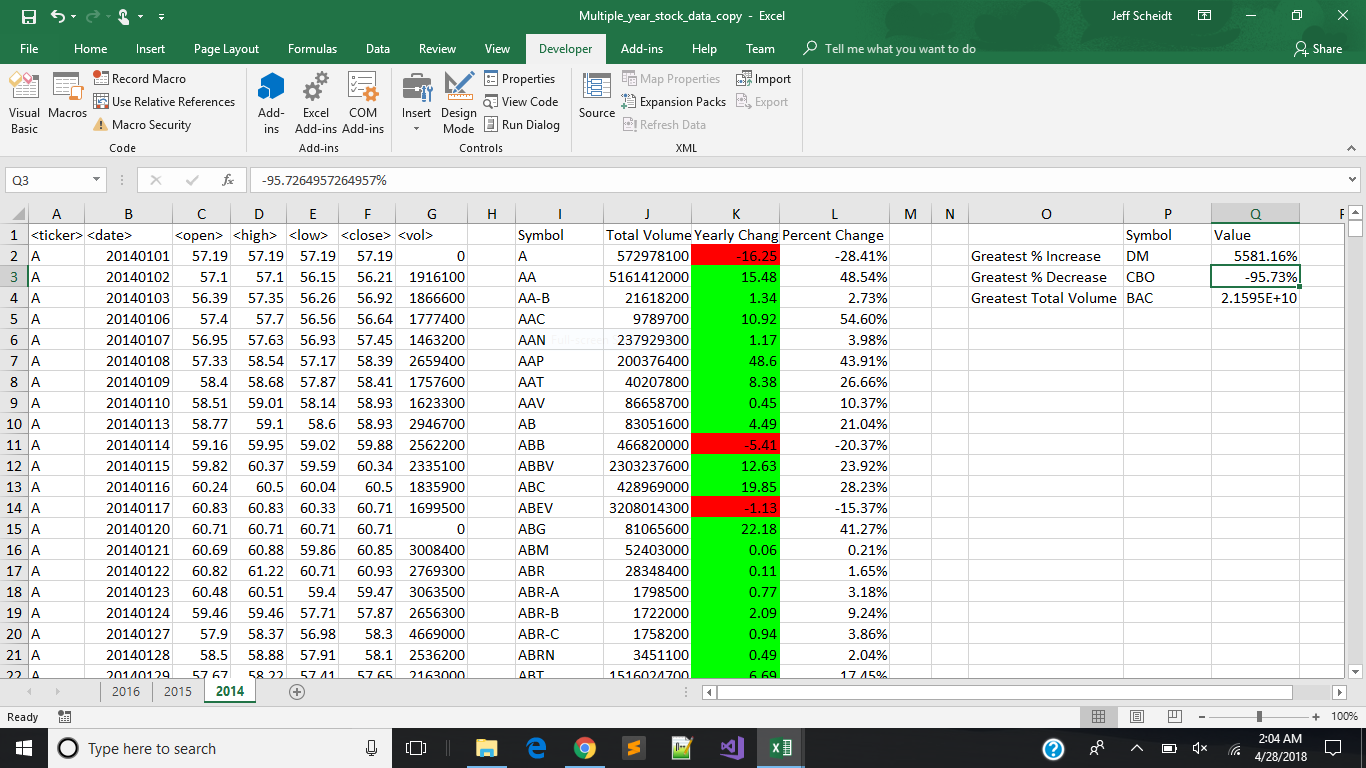 Multiple_year_stock_data_copy - Excel
Jeff Scheidt
File Home Insert Page Layout Formulas Data Review View Developer Add-ins Help Team Tell me what you want to do Share
Visual Basic
Macros
Record Macro
Use Relative References
Macro Security
Code
Add-ins
Excel Add-ins
COM Add-ins
Add-ins
Insert
Design Mode
Properties
View Code
Run Dialog
Controls
Source
Map Properties
Expansion Packs
Refresh Data
Import
Export
XML
Q3 fx -95.7264957264957%
A B C D E F G H I J K L M N O P Q
1 <ticker> <date> <open> <high> <low> <close> <vol> Symbol Total Volume Yearly Chang Percent Change Symbol Value
2 A 20140101 57.19 57.19 57.19 57.19 0 A 572978100 -16.25 -28.41% Greatest % Increase DM 5581.16%
3 A 20140102 57.1 57.1 56.15 56.21 1916100 AA 5161412000 15.48 48.54% Greatest % Decrease CBO -95.73%
4 A 20140103 56.39 57.35 56.26 56.92 1866600 AA-B 21618200 1.34 2.73% Greatest Total Volume BAC 2.1595E+10
5 A 20140106 57.4 57.7 56.56 56.64 1777400 AAC 9789700 10.92 54.60%
6 A 20140107 56.95 57.63 56.93 57.45 1463200 AAN 237929300 1.17 3.98%
7 A 20140108 57.33 58.54 57.17 58.39 2659400 AAP 200376400 48.6 43.91%
8 A 20140109 58.4 58.68 57.87 58.41 1757600 AAT 40207800 8.38 26.66%
9 A 20140110 58.51 59.01 58.14 58.93 1623300 AAV 86658700 0.45 10.37%
10 A 20140113 58.77 59.1 58.6 58.93 2946700 AB 83051600 4.49 21.04%
11 A 20140114 59.16 59.95 59.02 59.88 2562200 ABB 466820000 -5.41 -20.37%
12 A 20140115 59.82 60.37 59.59 60.34 2335100 ABBV 2303237600 12.63 23.92%
13 A 20140116 60.24 60.5 60.04 60.5 1835900 ABC 428969000 19.85 28.23%
14 A 20140117 60.83 60.83 60.33 60.71 1699500 ABEV 3208014300 -1.13 -15.37%
15 A 20140120 60.71 60.71 60.71 60.71 0 ABG 81065600 22.18 41.27%
16 A 20140121 60.69 60.88 59.86 60.85 3008400 ABM 52403000 0.06 0.21%
17 A 20140122 60.82 61.22 60.71 60.93 2769300 ABR 28348400 0.11 1.65%
18 A 20140123 60.48 60.51 59.4 59.47 3063500 ABR-A 1798500 0.77 3.18%
19 A 20140124 59.46 59.46 57.71 57.87 2656300 ABR-B 1722000 2.09 9.24%
20 A 20140127 57.9 58.37 56.98 58.3 4669000 ABR-C 1758200 0.94 3.86%
21 A 20140128 58.5 58.88 57.91 58.1 2536200 ABRN 3451100 0.49 2.04%
22 A 20140129 57.67 58.22 57.41 57.65 2163000 ABT 1516024700 6.69 17.45%
2016 2015 2014
Ready 100%
Type here to search
2:04 AM
4/28/2018